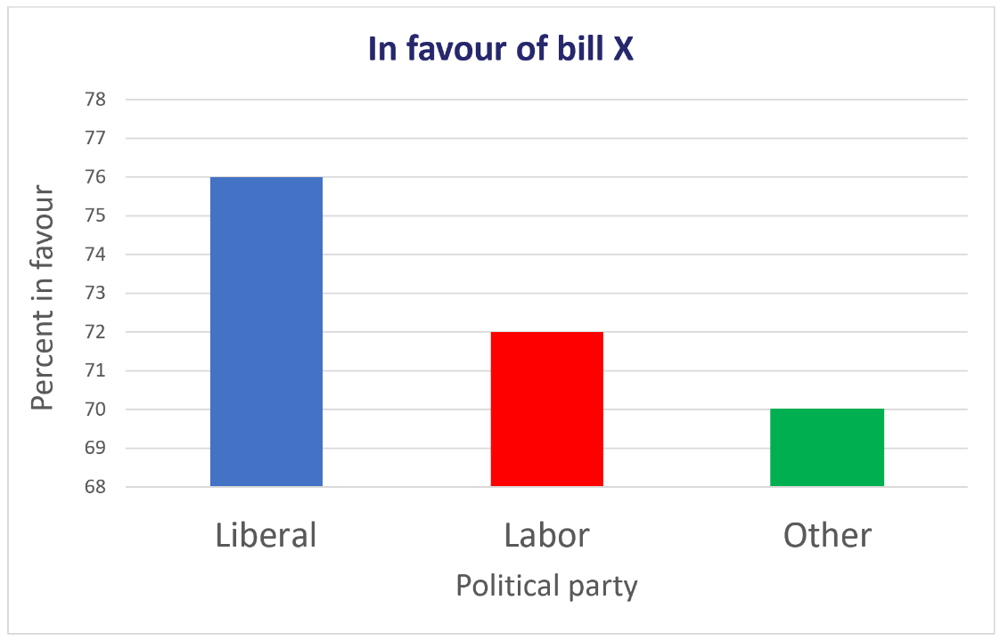 In favour of bill X
78
77
76
75
74
73
72
71
70
69
68
Percent in favour
Liberal Labor Other
Political party